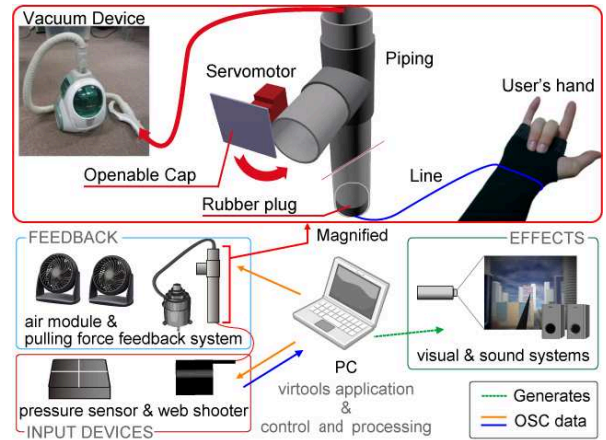 Vacuum Device
Servomotor
Piping
User's hand
Openable Cap
Line
Rubber plug
FEEDBACK
Magnified
EFFECTS
air module &
pulling force feedback system
PC
visual & sound systems
virtools application
&
control and processing
pressure sensor & web shooter
INPUT DEVICES
Generates
OSC data